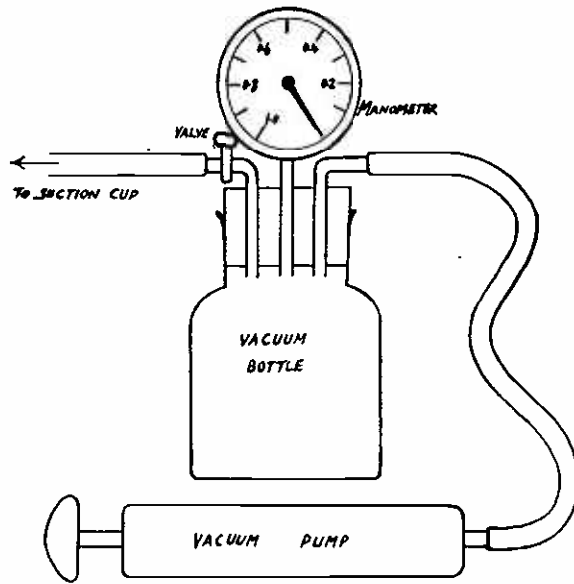 0.6
0.4
0.8
0.2
1.0
MANOMETER
VALVE
TO SUCTION CUP
VACUUM
BOTTLE
VACUUM PUMP